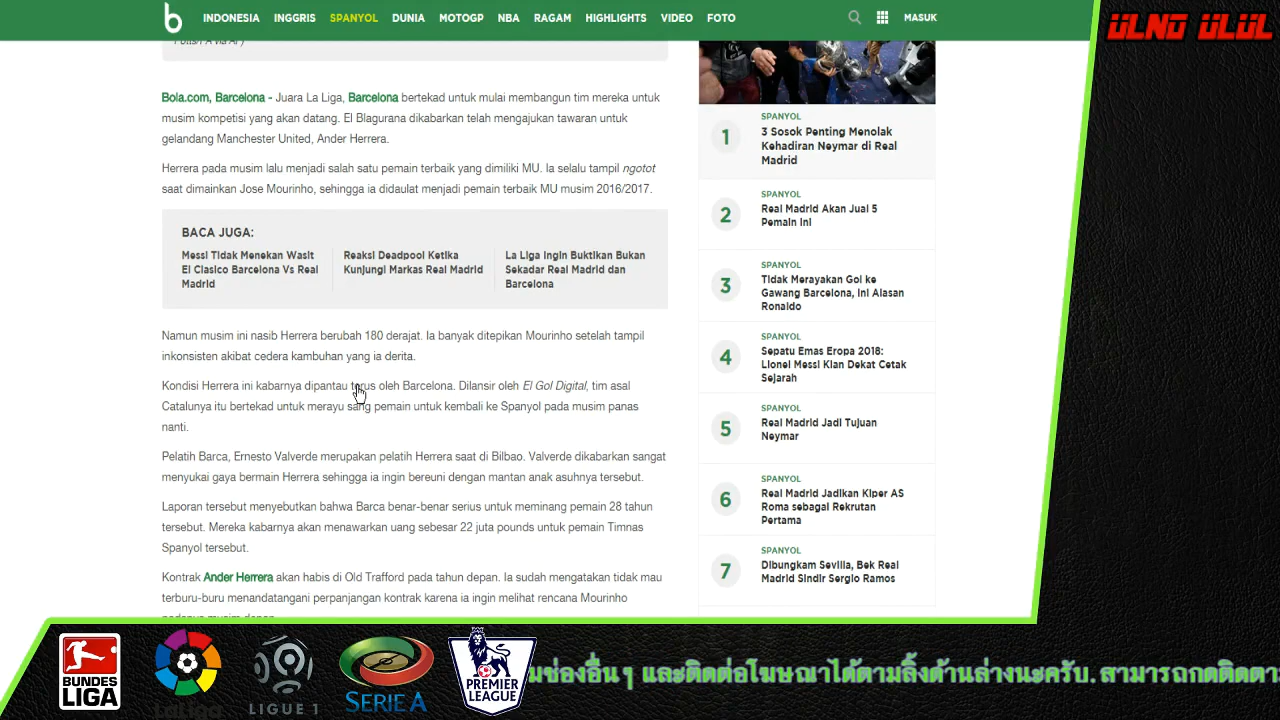 INDONESIA INGGRIS SPANYOL DUNIA MOTOGP NBA RAGAM HIGHLIGHTS VIDEO FOTO MASUK
Bola.com, Barcelona - Juara La Liga, Barcelona bertekad untuk mulai membangun tim mereka untuk
musim kompetisi yang akan datang. El Blagurana dikabarkan telah mengajukan tawaran untuk
gelandang Manchester United, Ander Herrera.
Herrera pada musim lalu menjadi salah satu pemain terbaik yang dimiliki MU. Ia selalu tampil ngotot
saat dimainkan Jose Mourinho, sehingga ia didaulat menjadi pemain terbaik MU musim 2016/2017.
BACA JUGA:
Messi Tidak Menekan Wasit
El Clasico Barcelona Vs Real
Madrid
Reaksi Deadpool Ketika
Kunjungi Markas Real Madrid
La Liga Ingin Buktikan Bukan
Sekadar Real Madrid dan
Barcelona
Namun musim ini nasib Herrera berubah 180 derajat. Ia banyak ditepikan Mourinho setelah tampil
inkonsisten akibat cedera kambuhan yang ia derita.
Kondisi Herrera ini kabarnya dipantau terus oleh Barcelona. Dilansir oleh El Gol Digital, tim asal
Catalunya itu bertekad untuk merayu sang pemain untuk kembali ke Spanyol pada musim panas
nanti.
Pelatih Barca, Ernesto Valverde merupakan pelatih Herrera saat di Bilbao. Valverde dikabarkan sangat
menyukai gaya bermain Herrera sehingga ia ingin bereuni dengan mantan anak asuhnya tersebut.
Laporan tersebut menyebutkan bahwa Barca benar-benar serius untuk meminang pemain 28 tahun
tersebut. Mereka kabarnya akan menawarkan uang sebesar 22 juta pounds untuk pemain Timnas
Spanyol tersebut.
Kontrak Ander Herrera akan habis di Old Trafford pada tahun depan. Ia sudah mengatakan tidak mau
terburu-buru menandatangani perpanjangan kontrak karena ia ingin melihat rencana Mourinho
1
SPANYOL
3 Sosok Penting Menolak
Kehadiran Neymar di Real
Madrid
2
SPANYOL
Real Madrid Akan Jual 5
Pemain Ini
3
SPANYOL
Tidak Merayakan Gol ke
Gawang Barcelona, Ini Alasan
Ronaldo
4
SPANYOL
Sepatu Emas Eropa 2018:
Lionel Messi Kian Dekat Cetak
Sejarah
5
SPANYOL
Real Madrid Jadi Tujuan
Neymar
6
SPANYOL
Real Madrid Jadikan Kiper AS
Roma sebagai Rekrutan
Pertama
7
SPANYOL
Dibungkam Sevilla, Bek Real
Madrid Sindir Sergio Ramos
BUNDES
LIGA
LaLiga
LIGUE 1
SERIE A
PREMIER
LEAGUE
มช่องอื่น ๆ และติดต่อโฆษณาได้ตามลิ้งด้านล่างนะครับ. สามารถกดติดตา